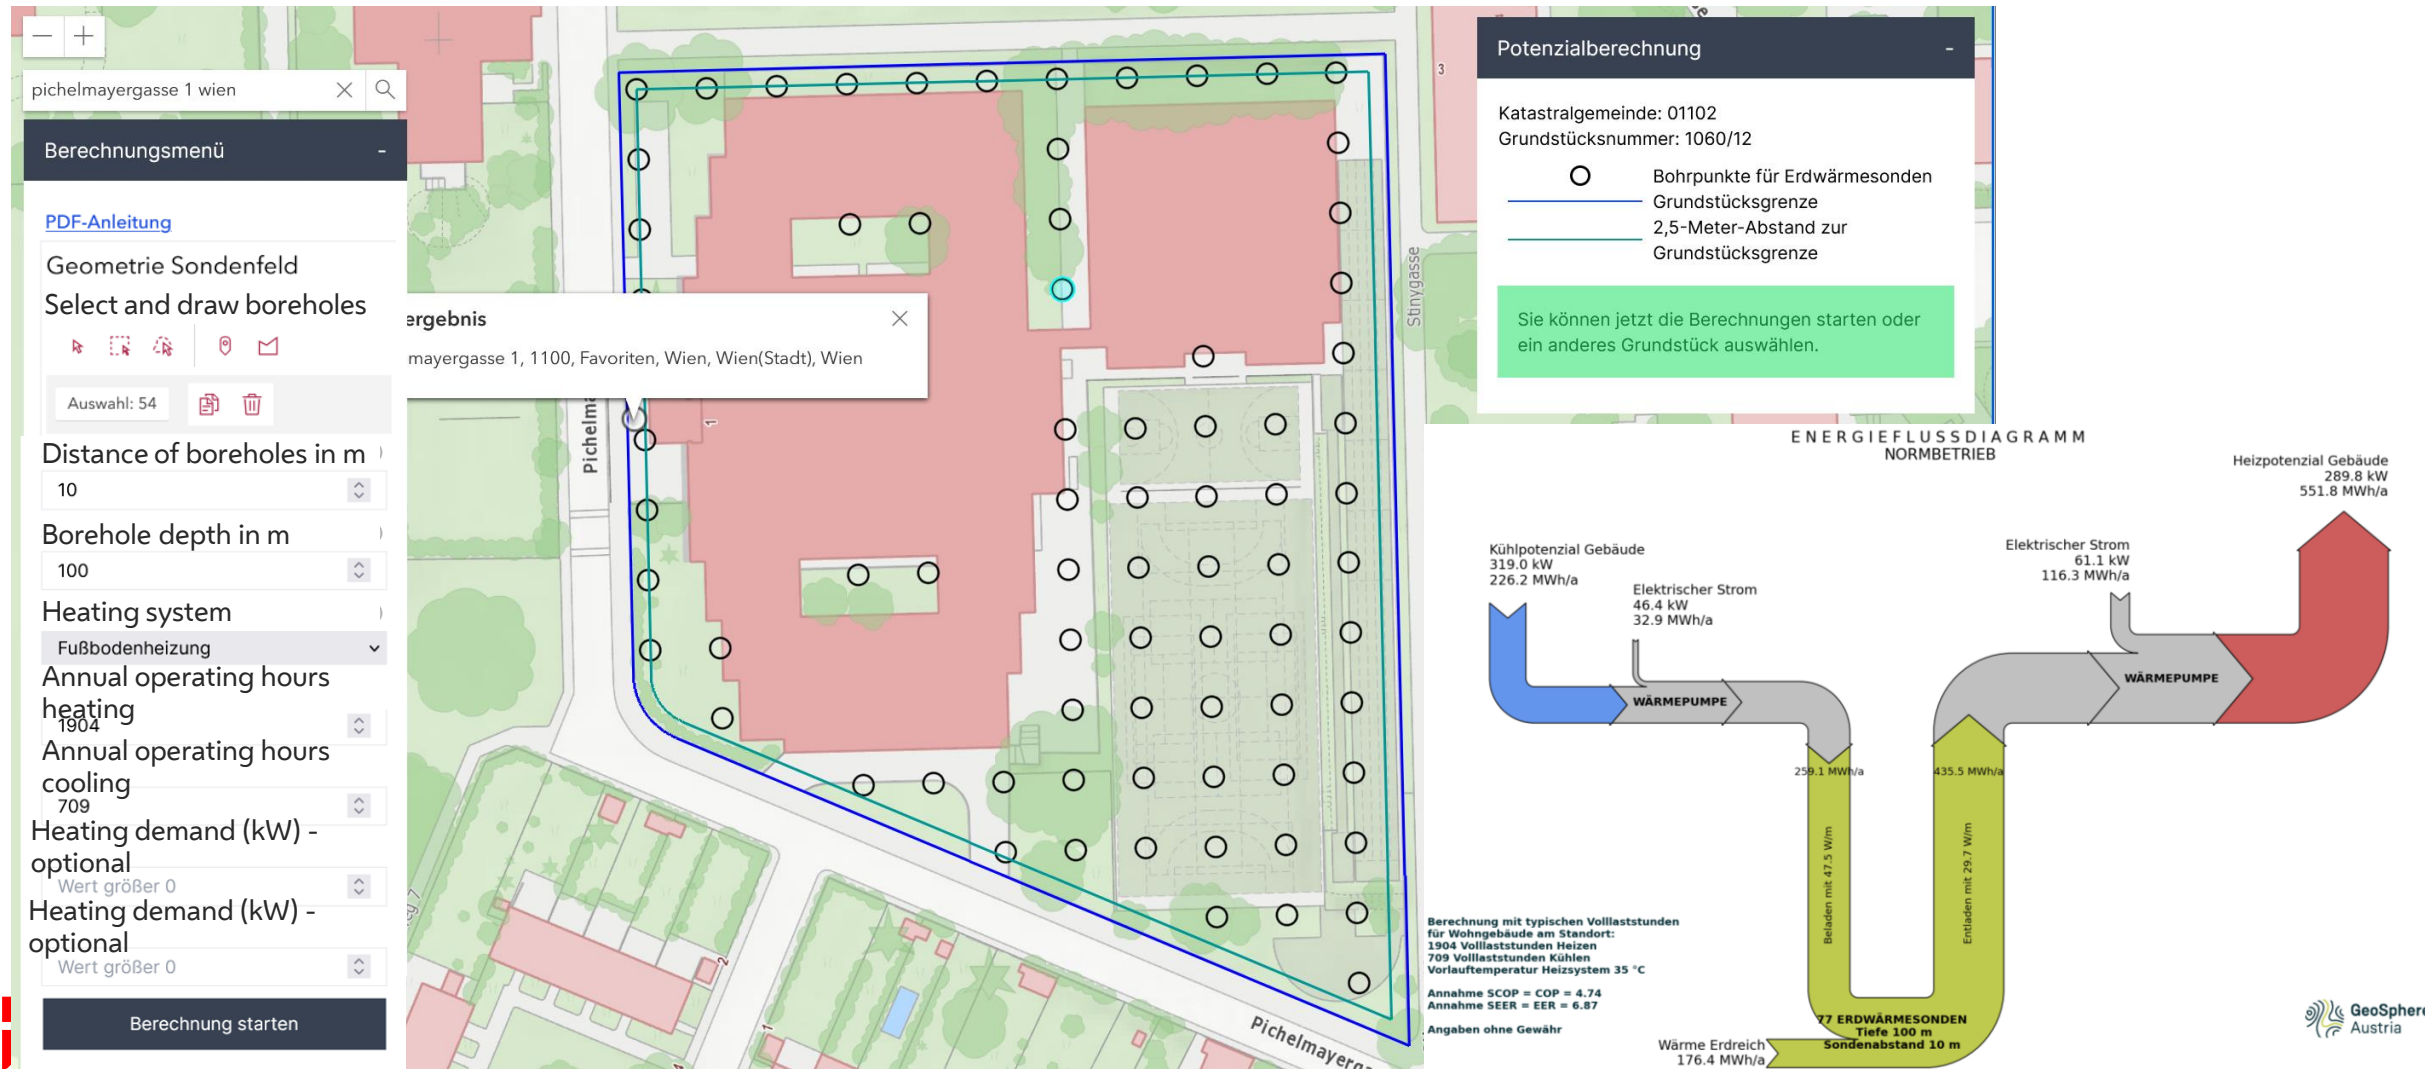 pichelmayergasse 1 wien
Berechnungsmenü
-
PDF-Anleitung
Geometrie Sondenfeld
Select and draw boreholes
Auswahl: 54
Distance of boreholes in m
10
Borehole depth in m
100
Heating system
Fußbodenheizung
Annual operating hours
heating
1904
Annual operating hours
cooling
709
Heating demand (kW) -
optional
Wert größer 0
Heating demand (kW) -
optional
Wert größer 0
Berechnung starten
ergebnis
mayergasse 1, 1100, Favoriten, Wien, Wien(Stadt), Wien
Pichelma
1
3
Stinygasse
2
1
Pichelmayerga
Potenzialberechnung
-
Katastralgemeinde: 01102
Grundstücksnummer: 1060/12
Bohrpunkte für Erdwärmesonden
Grundstücksgrenze
2,5-Meter-Abstand zur
Grundstücksgrenze
Sie können jetzt die Berechnungen starten oder
ein anderes Grundstück auswählen.
ENERGIEFLUSSDIAGRAMM
NORMBETRIEB
Heizpotenzial Gebäude
289.8 kW
551.8 MWh/a
Kühlpotenzial Gebäude
319.0 kW
226.2 MWh/a
Elektrischer Strom
46.4 kW
32.9 MWh/a
Elektrischer Strom
61.1 kW
116.3 MWh/a
WÄRMEPUMPE
WÄRMEPUMPE
259.1 MWh/a
435.5 MWh/a
Beladen mit 47.5 W/m
Entladen mit 29.7 W/m
77 ERDWÄRMESONDEN
Tiefe 100 m
Sondenabstand 10 m
Wärme Erdreich
176.4 MWh/a
Berechnung mit typischen Volllaststunden
für Wohngebäude am Standort:
1904 Volllaststunden Heizen
709 Volllaststunden Kühlen
Vorlauftemperatur Heizsystem 35 °C
Annahme SCOP = COP = 4.74
Annahme SEER = EER = 6.87
Angaben ohne Gewähr
GeoSphere
Austria